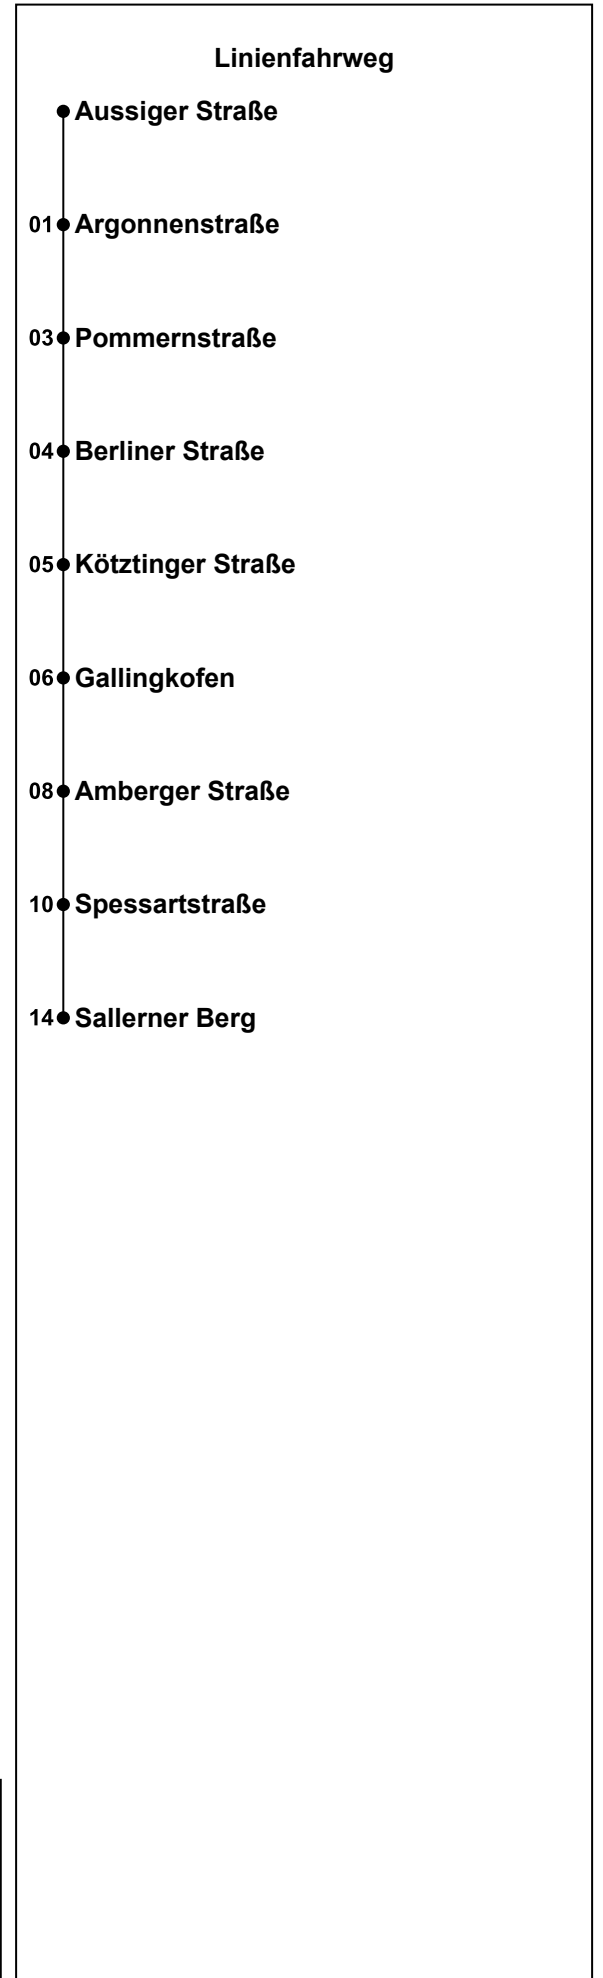 Linienfahrweg
Aussiger Straße
01 Argonnenstraße
03 Pommernstraße
04 Berliner Straße
05 Kötztinger Straße
06 Gallingkofen
08 Amberger Straße
10 Spessartstraße
14 Sallerner Berg